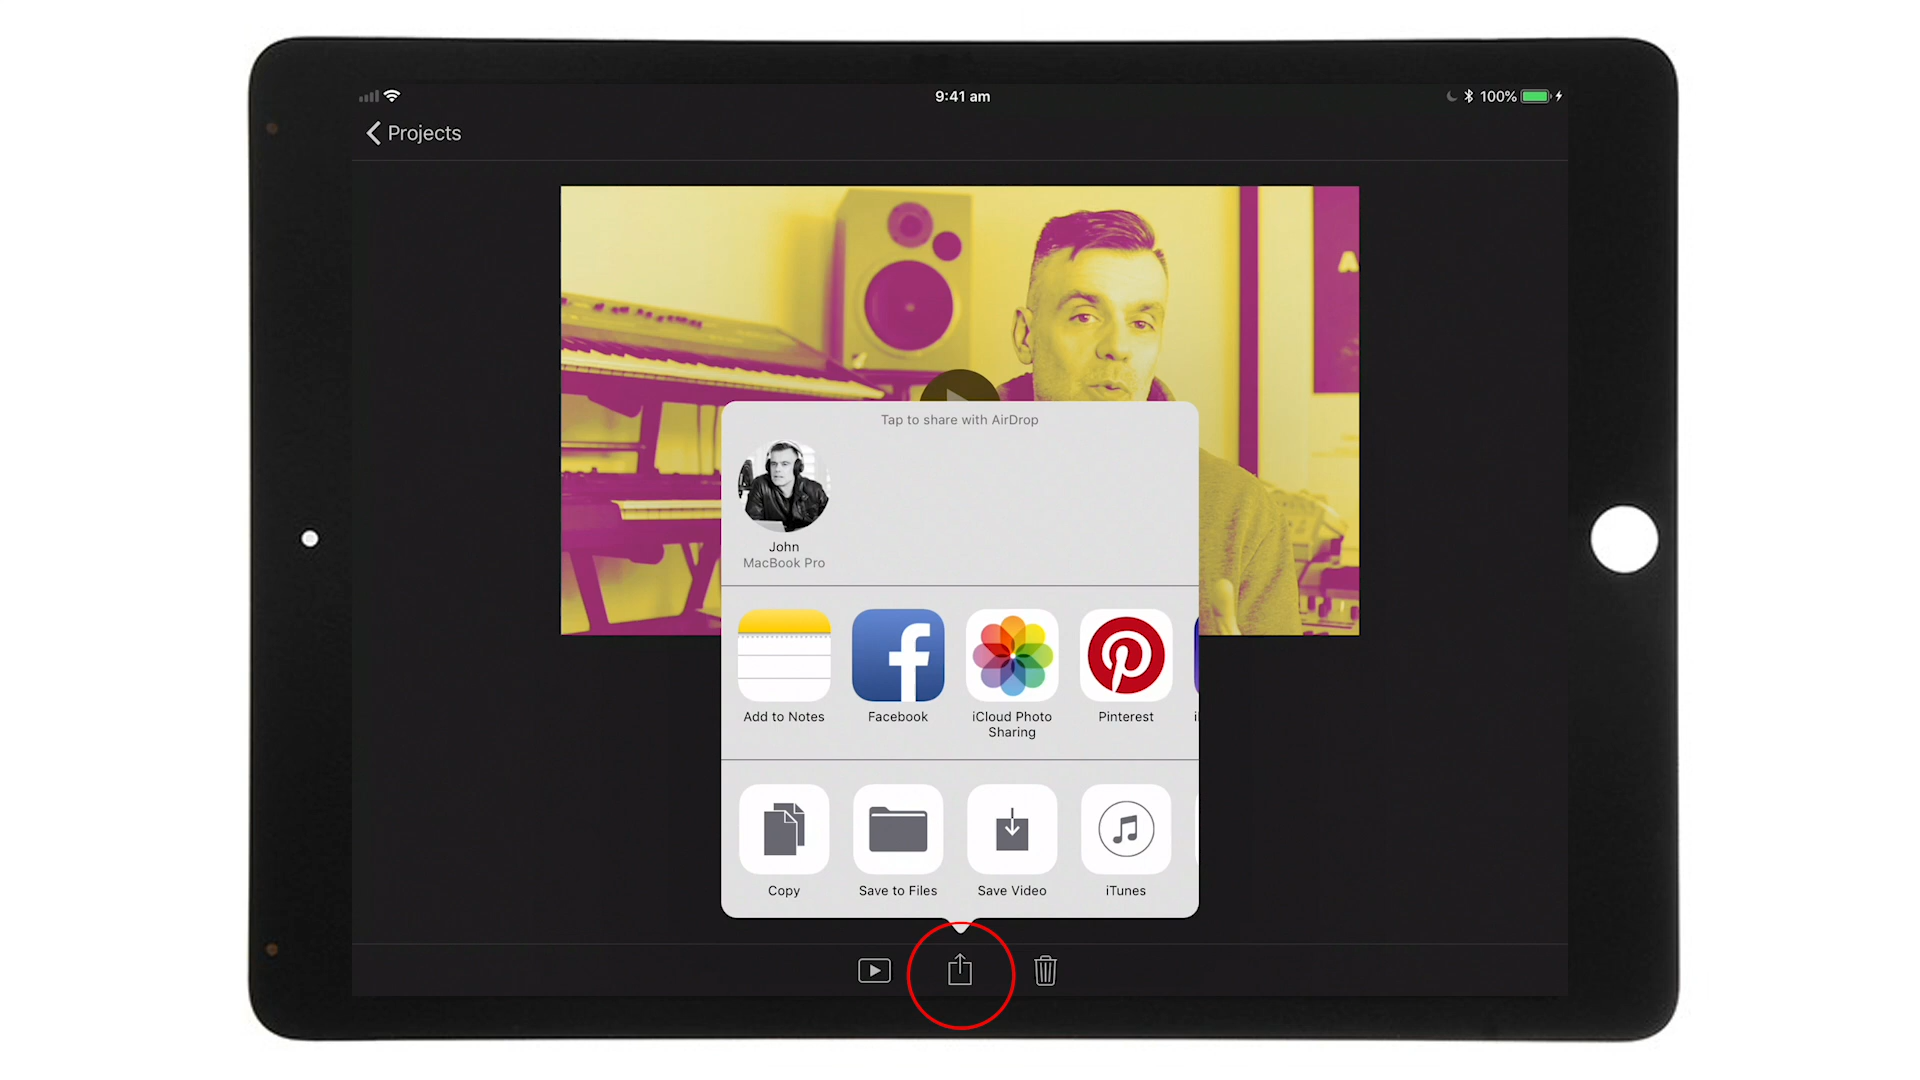 9:41 am
100%
Projects
A
Tap to share with AirDrop
John
MacBook Pro
Add to Notes
Facebook
iCloud Photo
Sharing
Pinterest
Copy
Save to Files
Save Video
iTunes